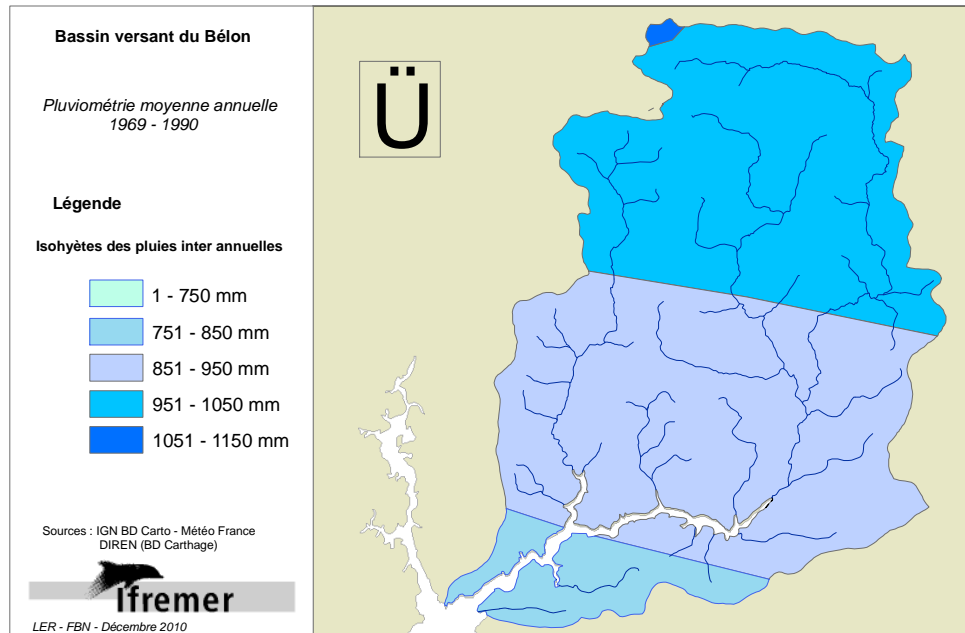 Bassin versant du Bélon
Pluviométrie moyenne annuelle
1969 - 1990
Légende
Isohyètes des pluies inter annuelles
1 - 750 mm
751 - 850 mm
851 - 950 mm
951 - 1050 mm
1051 - 1150 mm
Sources : IGN BD Carto - Météo France
DIREN (BD Carthage)
Ifremer
LER - FBN - Décembre 2010
Ü